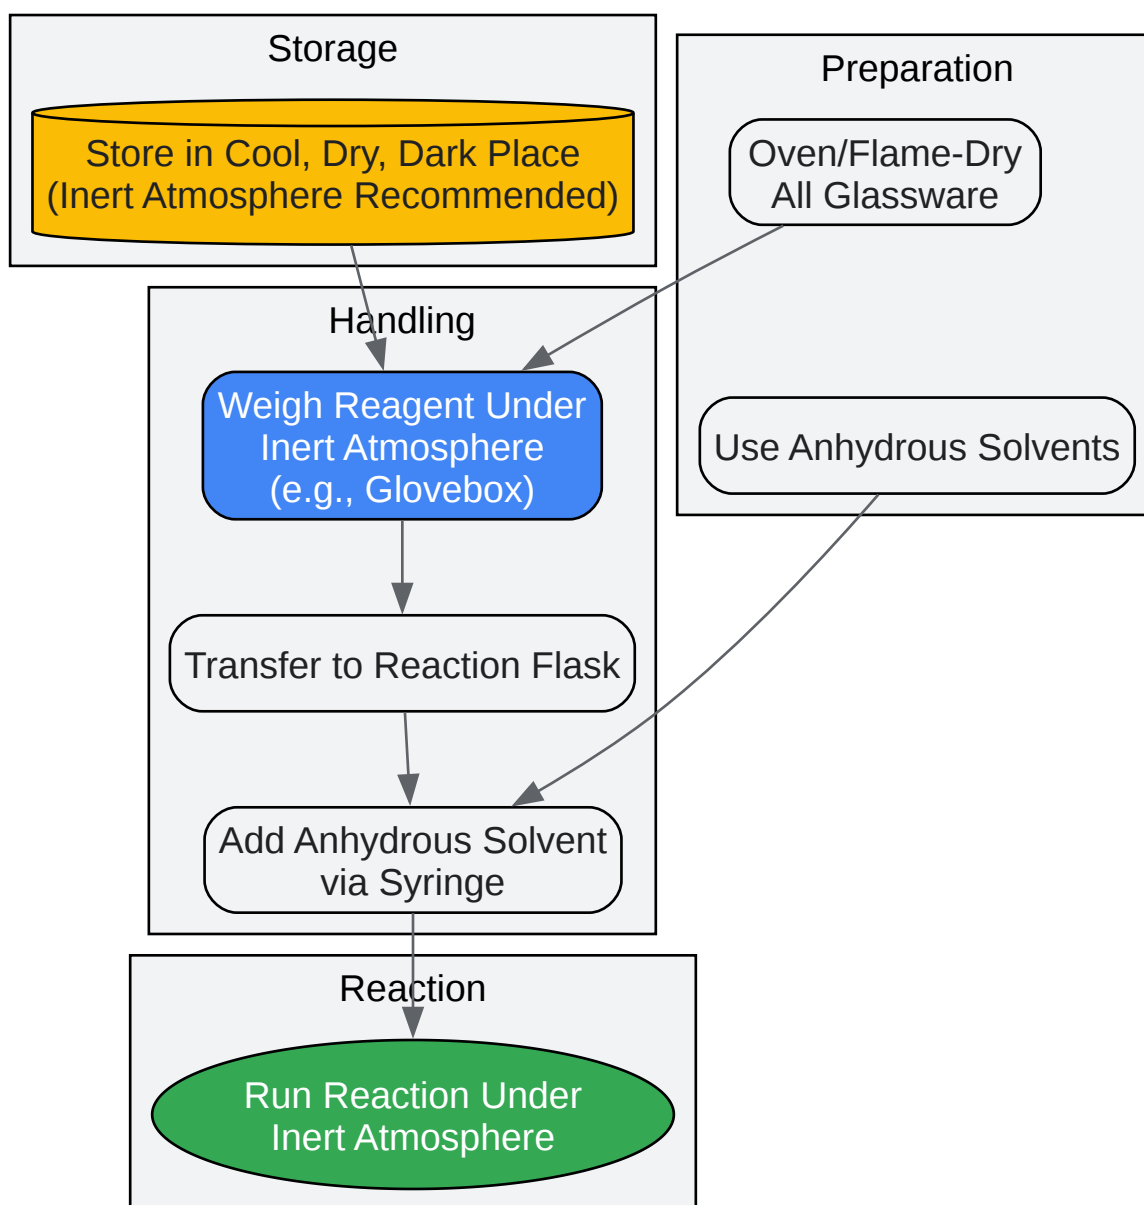 Storage
Store in Cool, Dry, Dark Place
(Inert Atmosphere Recommended)
Preparation
Oven/Flame-Dry
All Glassware
Handling
Weigh Reagent Under
Inert Atmosphere
(e.g., Glovebox)
Use Anhydrous Solvents
Transfer to Reaction Flask
Add Anhydrous Solvent
via Syringe
Reaction
Run Reaction Under
Inert Atmosphere